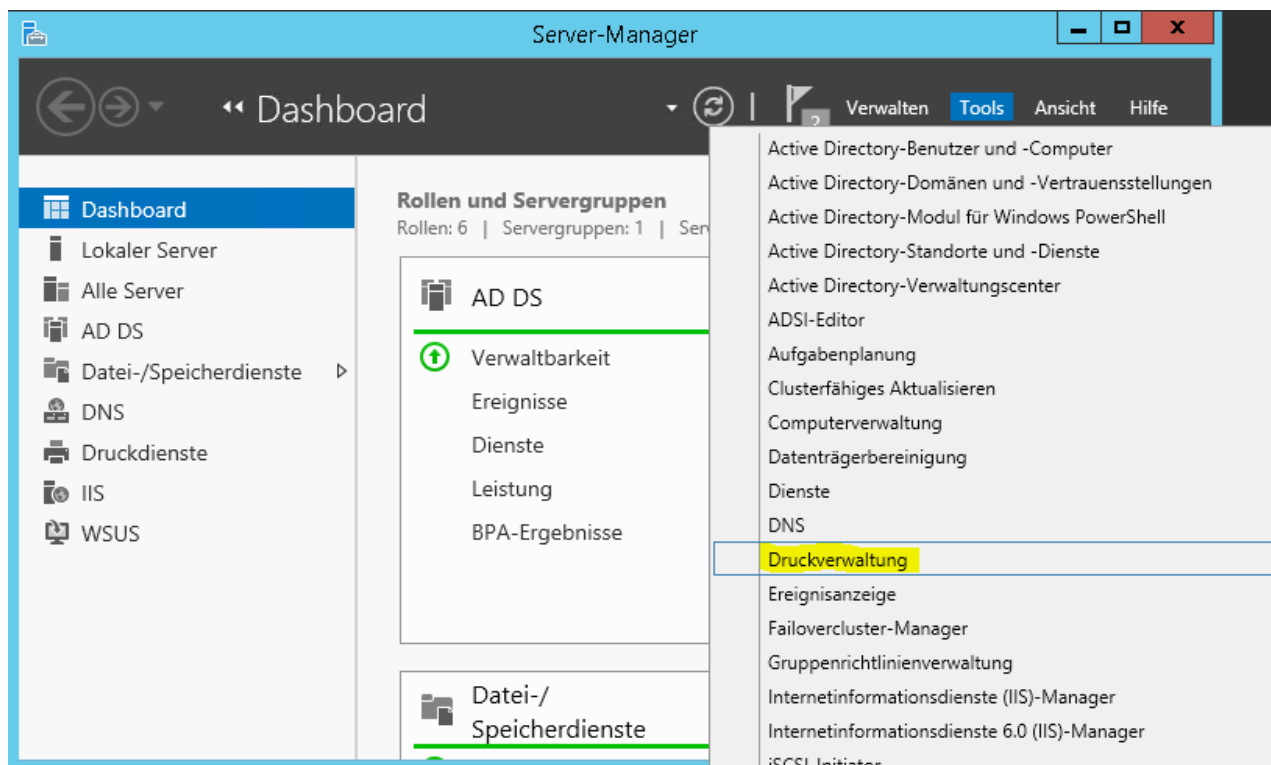 Server-Manager
Dashboard
2
Verwalten Tools Ansicht Hilfe
Dashboard
Lokaler Server
Alle Server
AD DS
Datei-/Speicherdienste
DNS
Druckdienste
IIS
WSUS
Rollen und Servergruppen
Rollen: 6 | Servergruppen: 1 |
AD DS
Verwaltbarkeit
Ereignisse
Dienste
Leistung
BPA-Ergebnisse
Datei-/
Speicherdienste
Active Directory-Benutzer und -Computer
Active Directory-Domänen und -Vertrauensstellungen
Active Directory-Modul für Windows PowerShell
Active Directory-Standorte und -Dienste
Active Directory-Verwaltungscenter
ADSI-Editor
Aufgabenplanung
Clusterfähiges Aktualisieren
Computerverwaltung
Datenträgerbereinigung
Dienste
DNS
Druckverwaltung
Ereignisanzeige
Failovercluster-Manager
Gruppenrichtlinienverwaltung
Internetinformationsdienste (IIS)-Manager
Internetinformationsdienste 6.0 (IIS)-Manager
iSCSI-Initiator